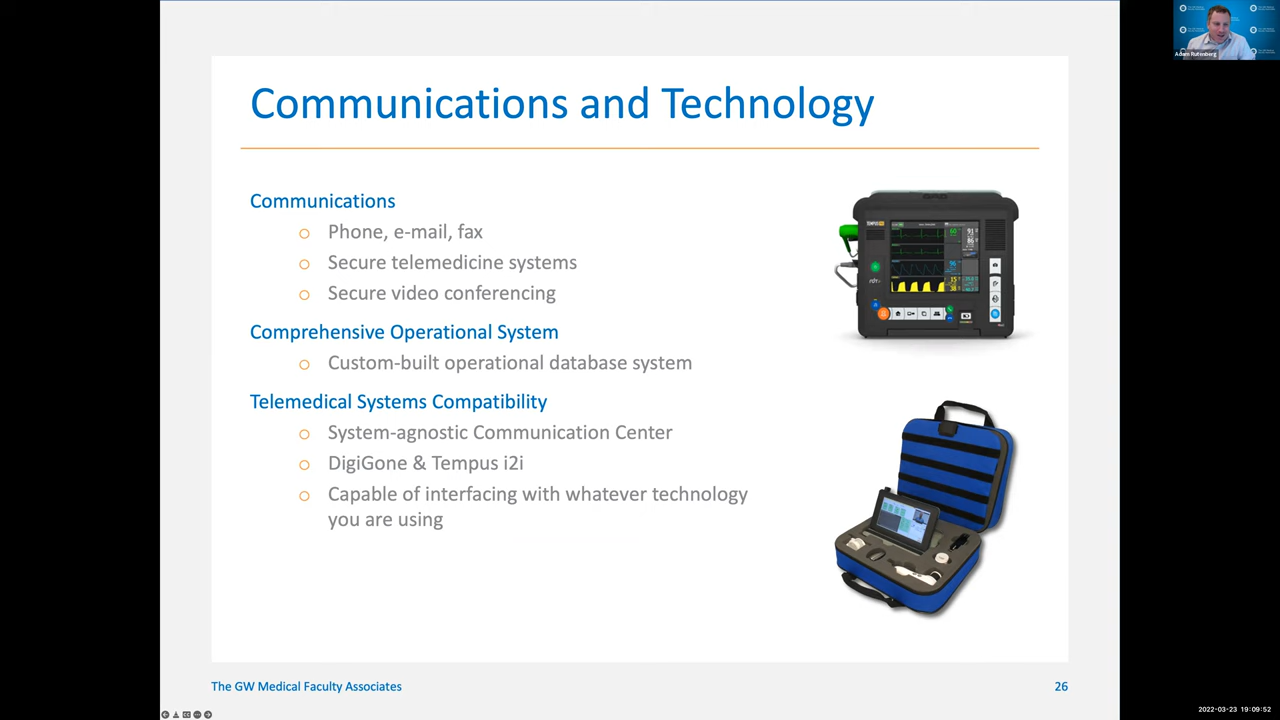 Communications and Technology
Communications
Phone, e-mail, fax
Secure telemedicine systems
Secure video conferencing
Comprehensive Operational System
Custom-built operational database system
Telemedical Systems Compatibility
System-agnostic Communication Center
DigiGone & Tempus i2i
Capable of interfacing with whatever technology
you are using
The GW Medical Faculty Associates
26
Adam Rutenberg
2022-03-23 19:09:52